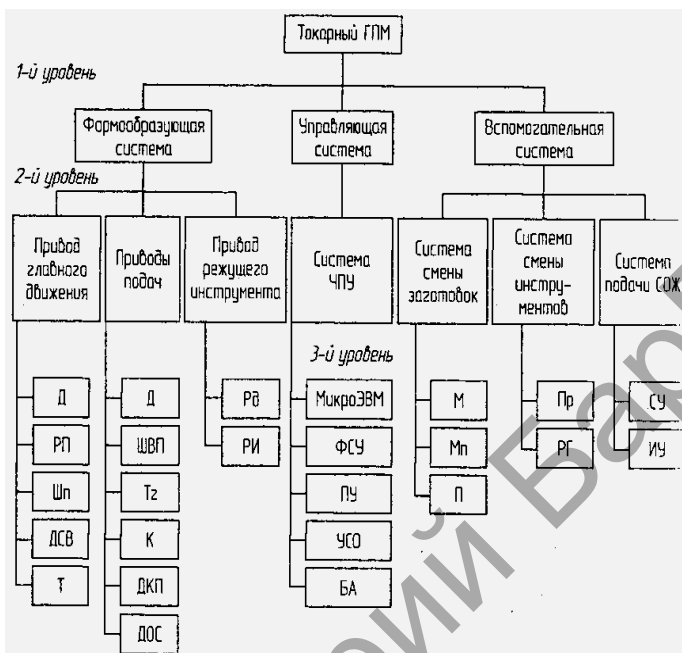 Токарный ГПМ
1-й уровень
Формообразующая
система
Управляющая
система
Вспомогательная
система
2-й уровень
Привод
главного
движения
Приводы
подач
Привод
режущего
инструмента
Система
ЧПУ
Система
смены
заготовок
Система
смены
инстру-
ментов
Система
подачи СОЖ
3-й уровень
Д
РП
Шп
ДСВ
Т
Д
ШВП
Тг
К
ДКП
ДОС
Рд
РИ
МикроЭВМ
ФСУ
ПУ
УСО
БА
М
Мп
П
Пр
РГ
СУ
ИУ
рий Бар